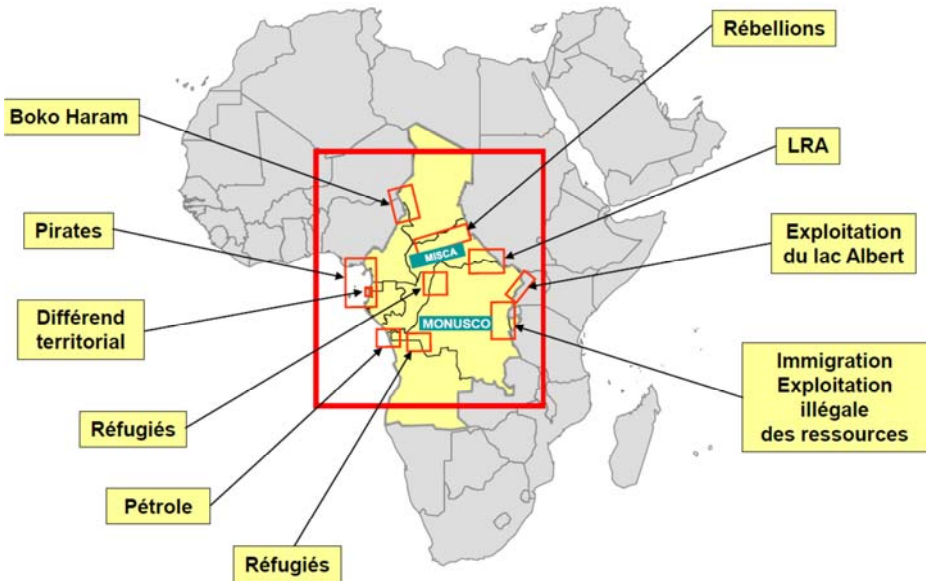 Rébellions
Boko Haram
LRA
Pirates
MISCA
Exploitation
du lac Albert
Différend
territorial
MONUSCO
Immigration
Exploitation
illégale
des ressources
Réfugiés
Pétrole
Réfugiés